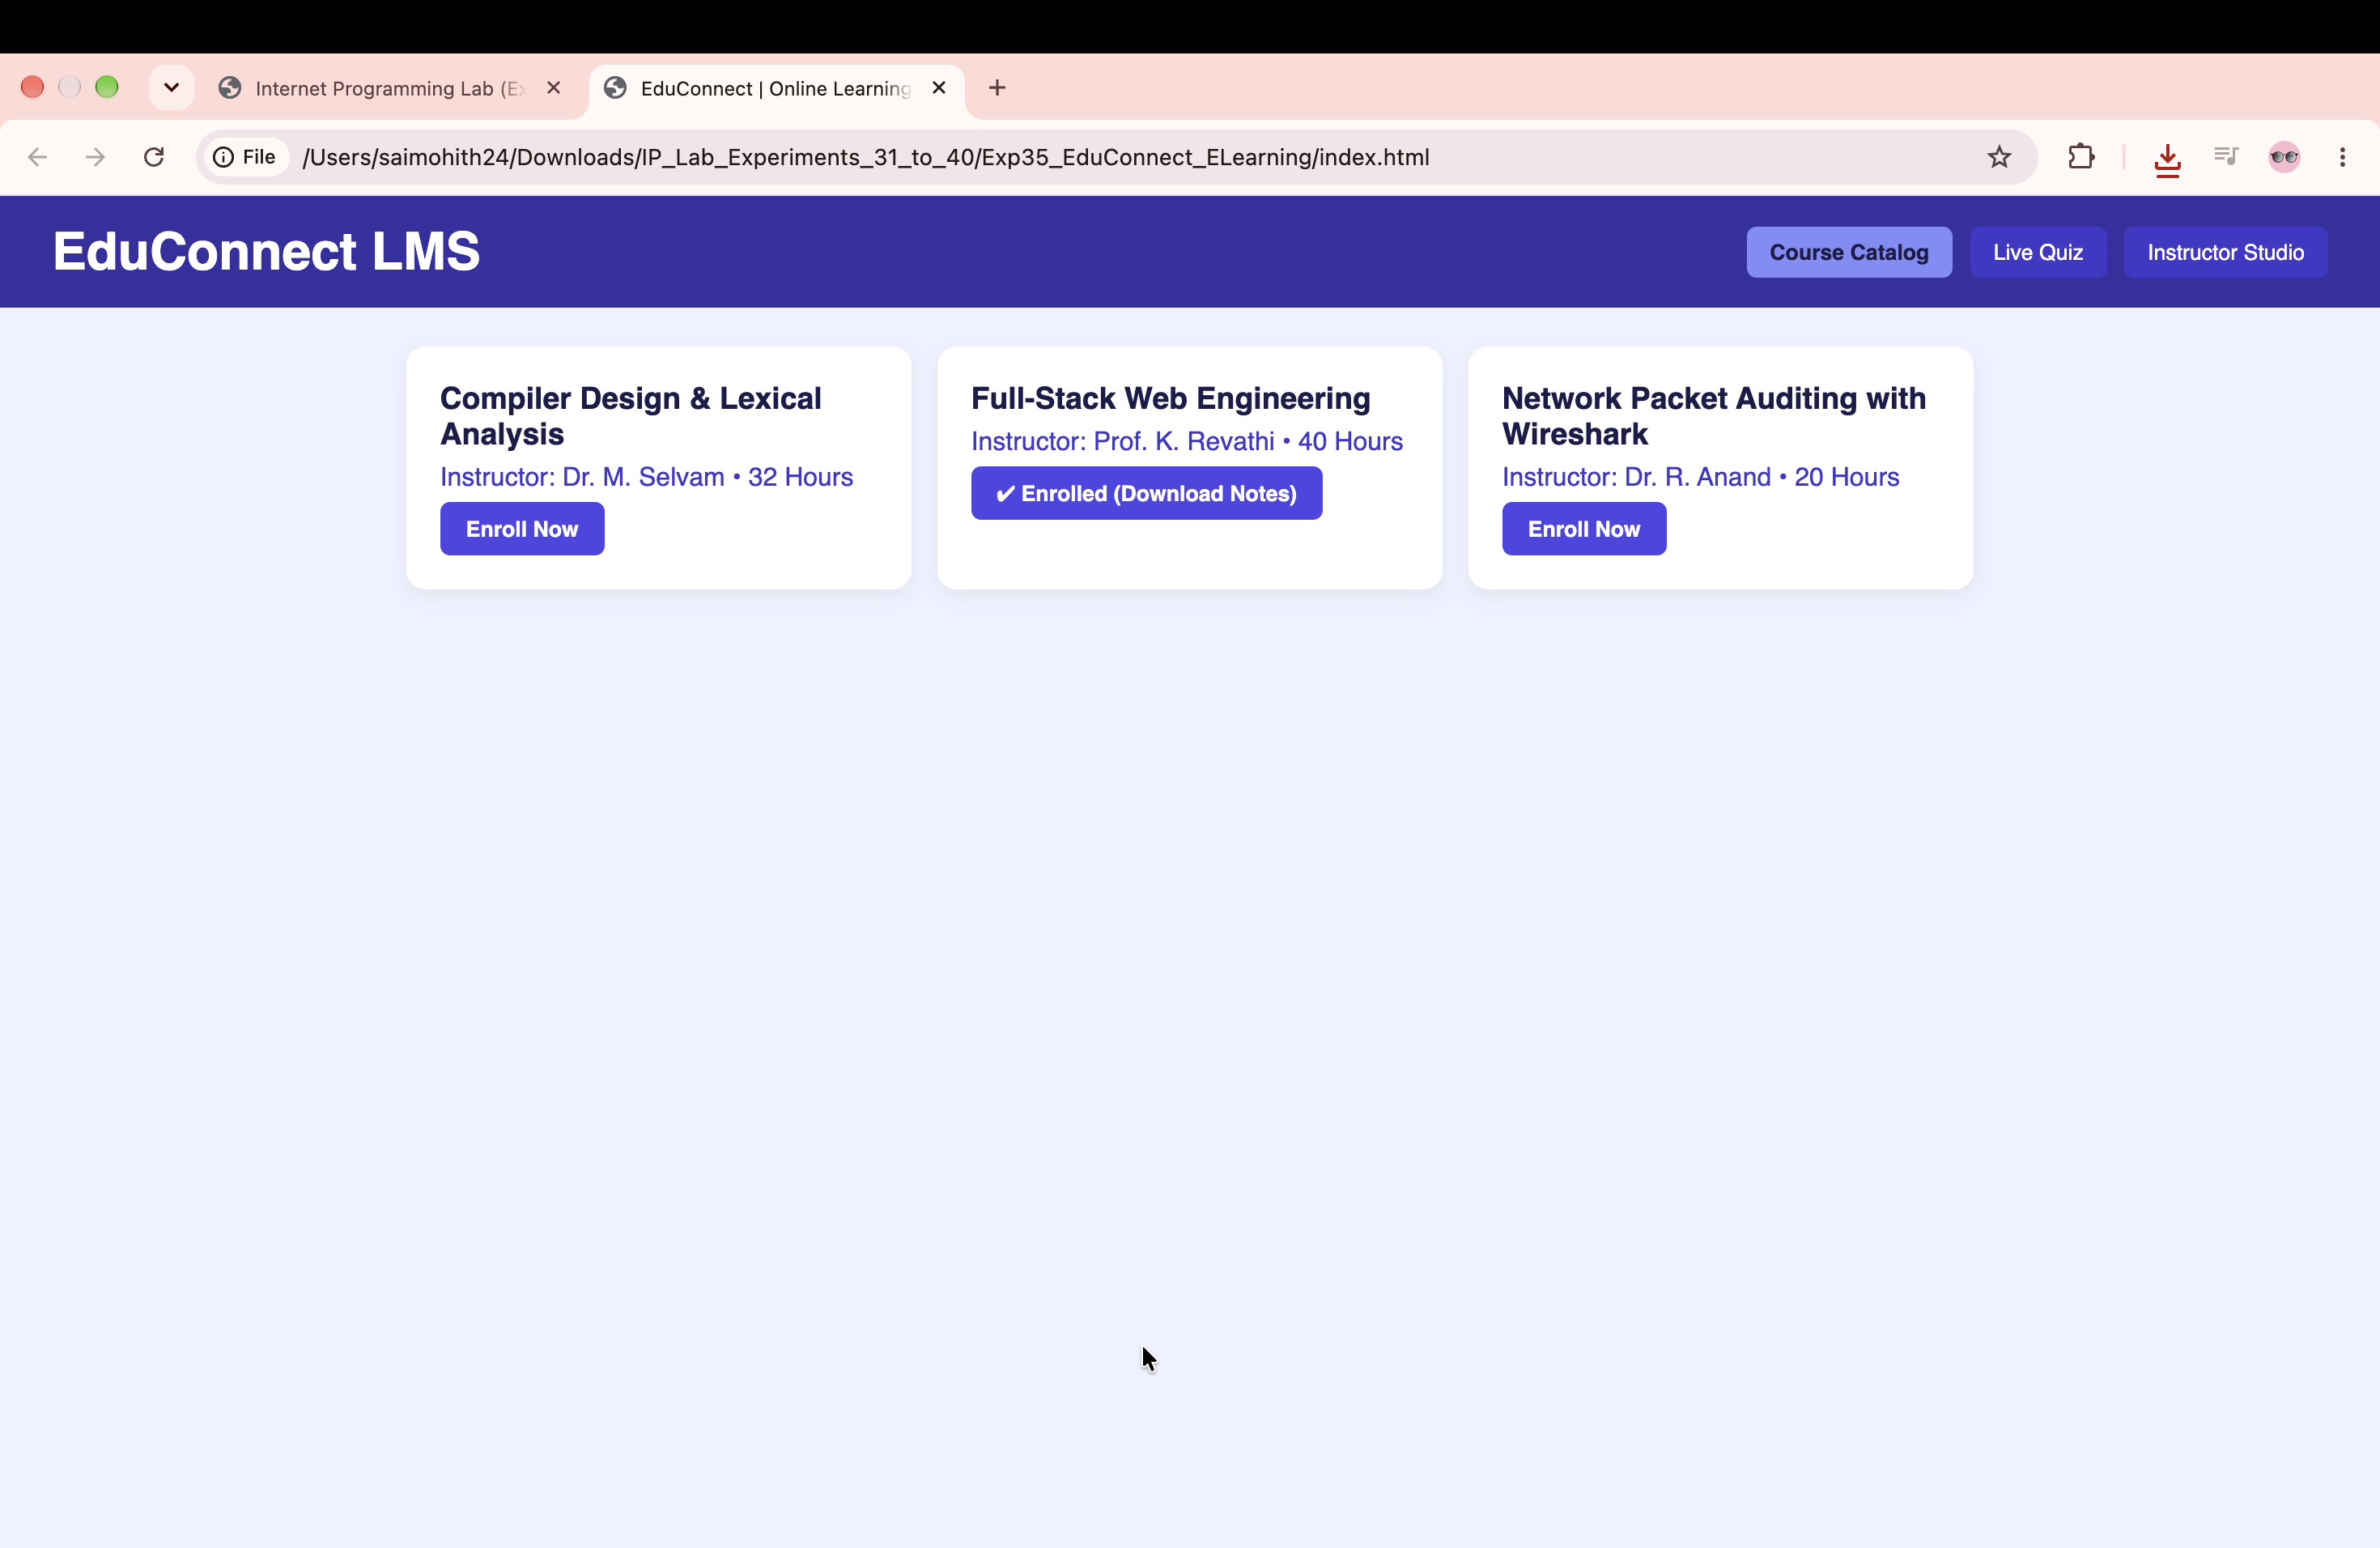 Internet Programming Lab (Ex
EduConnect | Online Learning
File
/Users/saimohith24/Downloads/IP_Lab_Experiments_31_to_40/Exp35_EduConnect_ELearning/index.html
EduConnect LMS
Course Catalog
Live Quiz
Instructor Studio
Compiler Design & Lexical
Analysis
Instructor: Dr. M. Selvam • 32 Hours
Enroll Now
Full-Stack Web Engineering
Instructor: Prof. K. Revathi • 40 Hours
✔ Enrolled (Download Notes)
Network Packet Auditing with
Wireshark
Instructor: Dr. R. Anand • 20 Hours
Enroll Now